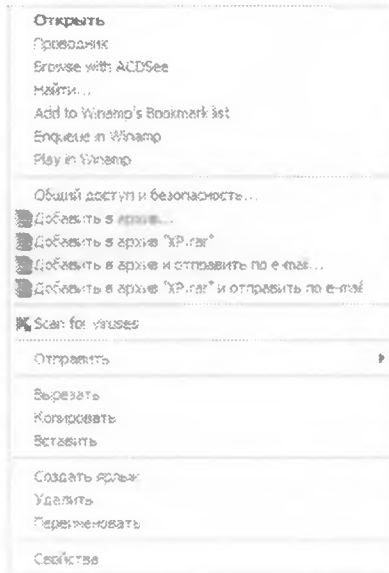 Открыть
Проводник
Browse with ACDSee
Найти...
Add to Winamp's Bookmark list
Enqueue in Winamp
Play in Winamp
Общий доступ и безопасность...
Добавить в архив...
Добавить в архив "XP.rar"
Добавить в архив и отправить по e-mail...
Добавить в архив "XP.rar" и отправить по e-mail
Scan for viruses
Отправить
Вырезать
Копировать
Вставить
Создать ярлык
Удалить
Переименовать
Свойства